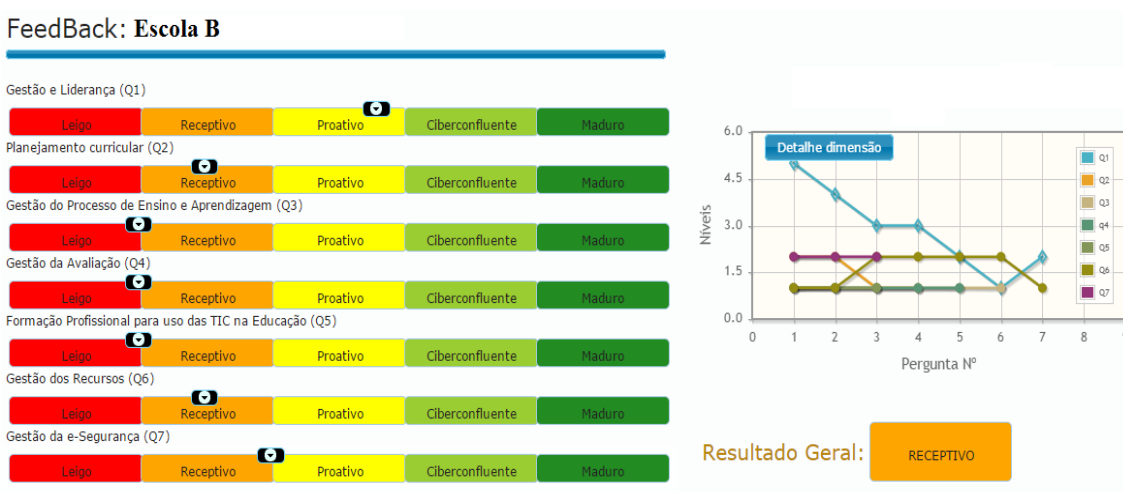 FeedBack: Escola B
Gestão e Liderança (Q1)
Leigo Receptivo Proativo Ciberconfluente Maduro
Planejamento curricular (Q2)
Leigo Receptivo Proativo Ciberconfluente Maduro
Gestão do Processo de Ensino e Aprendizagem (Q3)
Leigo Receptivo Proativo Ciberconfluente Maduro
Gestão da Avaliação (Q4)
Leigo Receptivo Proativo Ciberconfluente Maduro
Formação Profissional para uso das TIC na Educação (Q5)
Leigo Receptivo Proativo Ciberconfluente Maduro
Gestão dos Recursos (Q6)
Leigo Receptivo Proativo Ciberconfluente Maduro
Gestão da e-Segurança (Q7)
Leigo Receptivo Proativo Ciberconfluente Maduro
Detalhe dimensão
6.0
4.5
3.0
1.5
0.0
Níveis
0 1 2 3 4 5 6 7 8
Pergunta Nº
Q1
Q2
Q3
Q4
Q5
Q6
Q7
Resultado Geral: RECEPTIVO